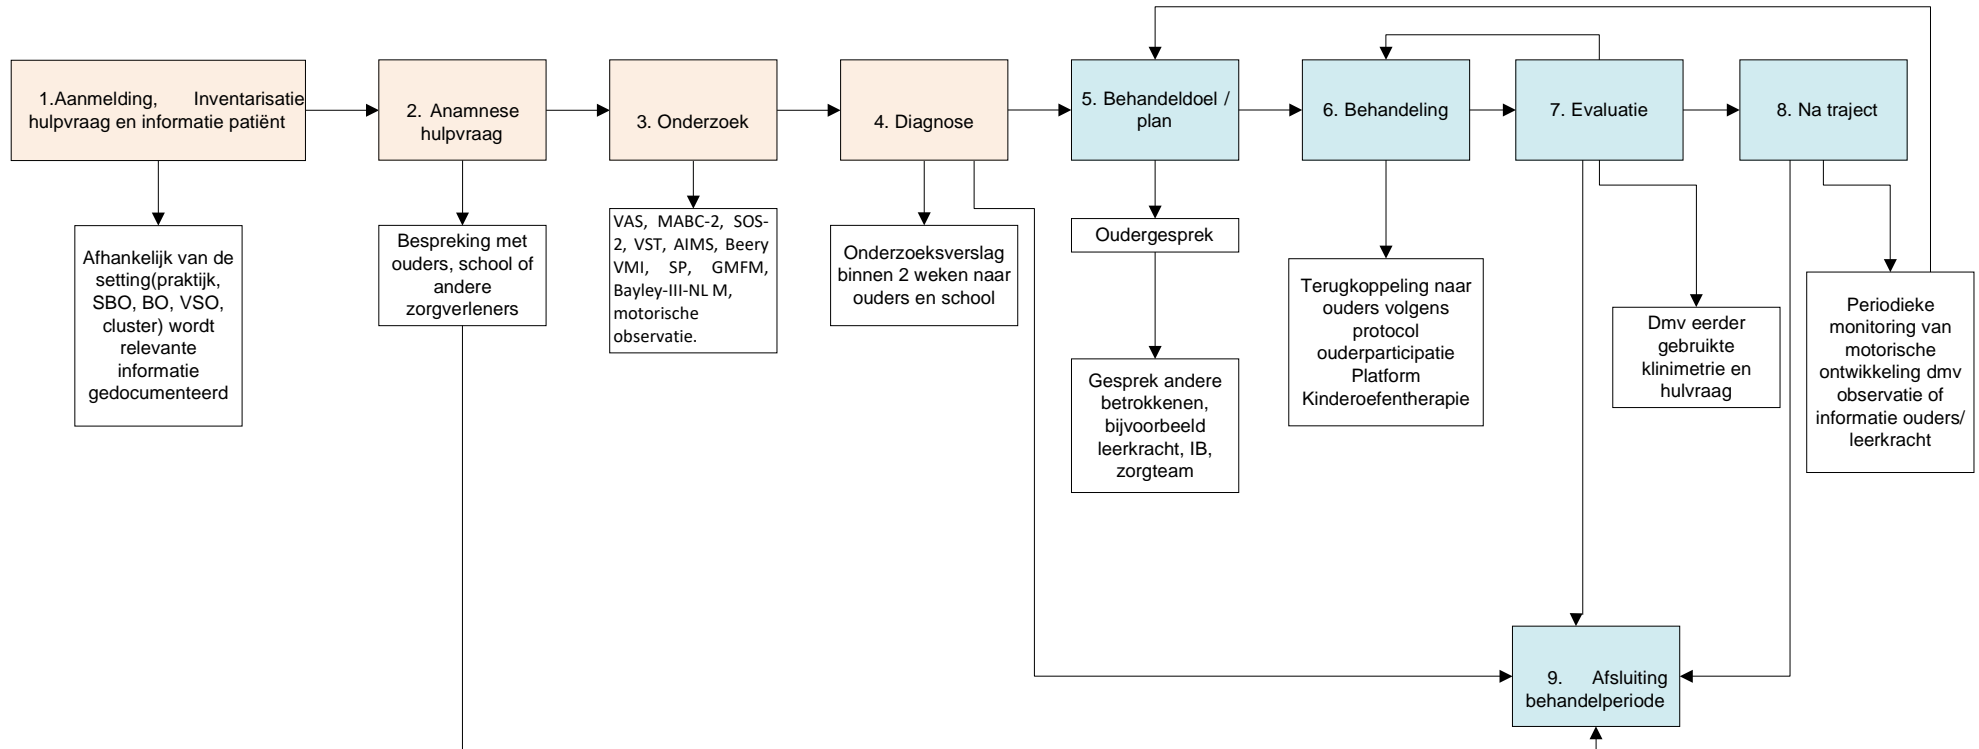 1.Aanmelding, Inventarisatie
hulpvraag en informatie patiënt
2. Anamnese
hulpvraag
3. Onderzoek
4. Diagnose
5. Behandeldoel /
plan
6. Behandeling
7. Evaluatie
8. Na traject
Afhankelijk van de
setting(praktijk,
SBO, BO, VSO,
cluster) wordt
relevante
informatie
gedocumenteerd
Bespreking met
ouders, school of
andere
zorgverleners
VAS, MABC-2, SOS-
2, VST, AIMS, Beery
VMI, SP, GMFM,
Bayley-III-NL M,
motorische
observatie.
Onderzoeksverslag
binnen 2 weken naar
ouders en school
Oudergesprek
Gesprek andere
betrokkenen,
bijvoorbeeld
leerkracht, IB,
zorgteam
Terugkoppeling naar
ouders volgens
protocol
ouderparticipatie
Platform
Kinderoefentherapie
Dmv eerder
gebruikte
klinimetrie en
hulvraag
Periodieke
monitoring van
motorische
ontwikkeling dmv
observatie of
informatie ouders/
leerkracht
9. Afsluiting
behandelperiode